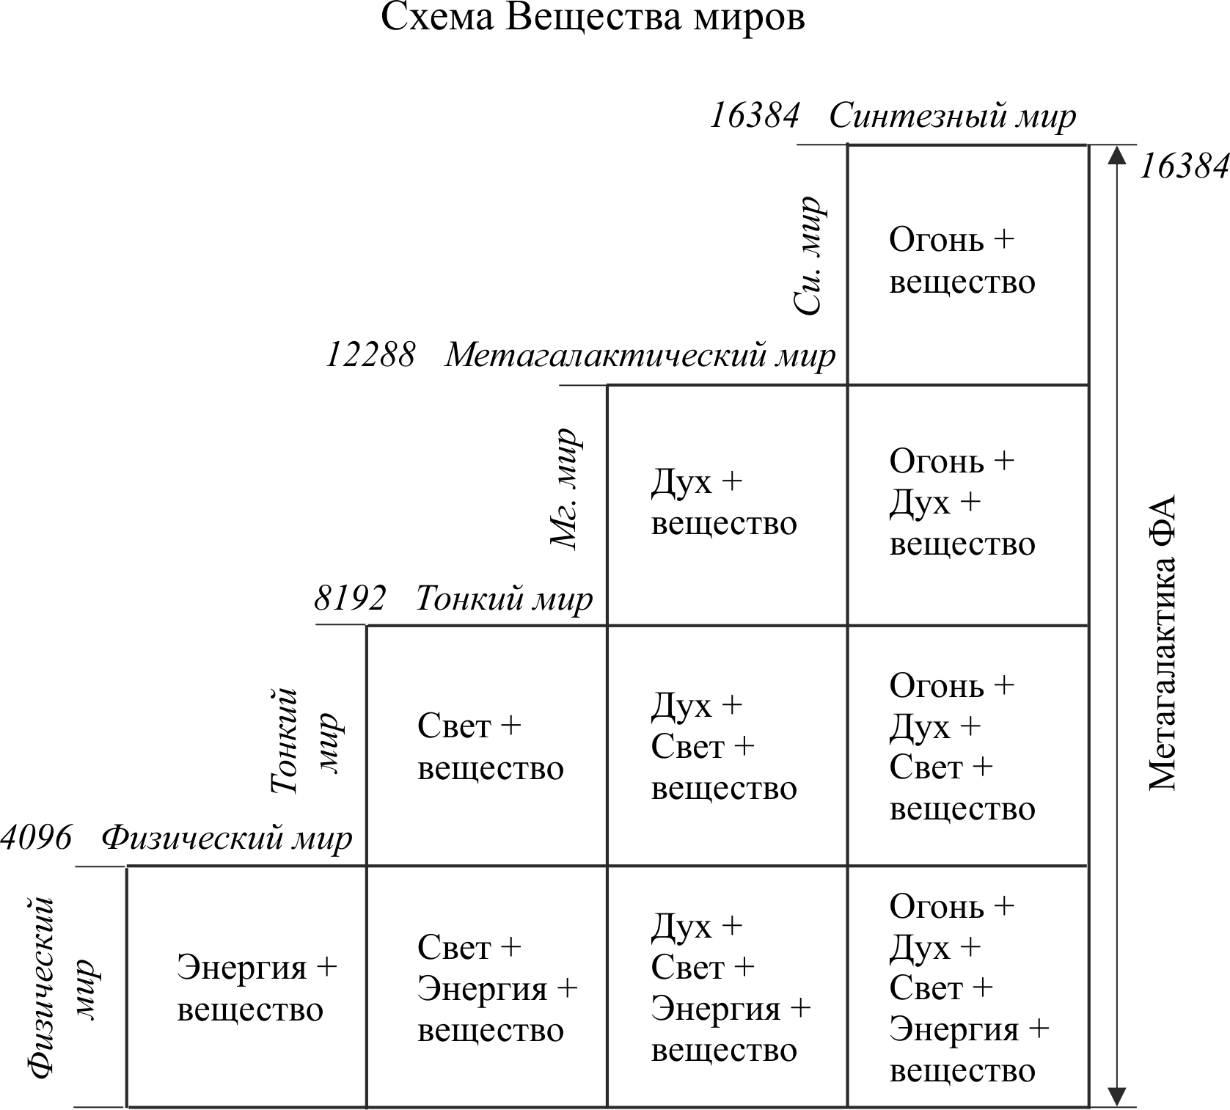 Схема Вещества миров
16384 Синтезный мир
16384
Си. мир
Огонь +
вещество
12288 Метагалактический мир
Мг. мир
Дух +
вещество
Огонь +
Дух +
вещество
Метагалактика ФА
8192 Тонкий мир
Тонкий
мир
Свет +
вещество
Дух +
Свет +
вещество
Огонь +
Дух +
Свет +
вещество
4096 Физический мир
Физический
мир
Энергия +
вещество
Свет +
Энергия +
вещество
Дух +
Свет +
Энергия +
вещество
Огонь +
Дух +
Свет +
Энергия +
вещество